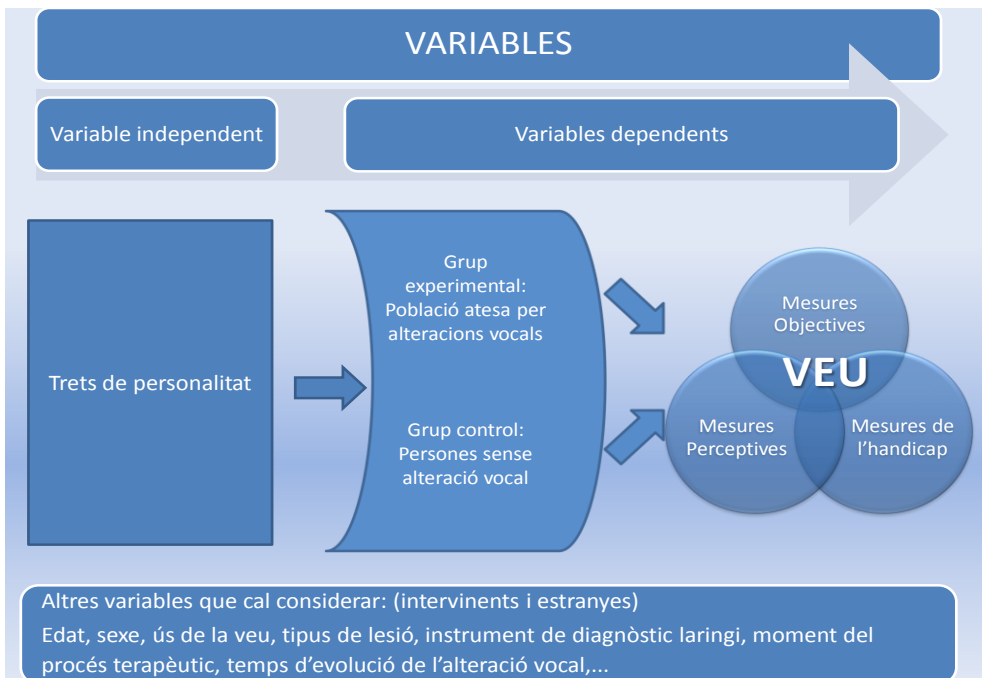 VARIABLES
Variable independent
Variables dependents
Trets de personalitat
Grup
experimental:
Població atesa per
alteracions vocals
Grup control:
Persones sense
alteració vocal
Mesures
Objectives
VEU
Mesures
Perceptives
Mesures de
l’handicap
Altres variables que cal considerar: (intervinents i estranyes)
Edat, sexe, ús de la veu, tipus de lesió, instrument de diagnòstic laringi, moment del
procés terapèutic, temps d’evolució de l’alteració vocal,...